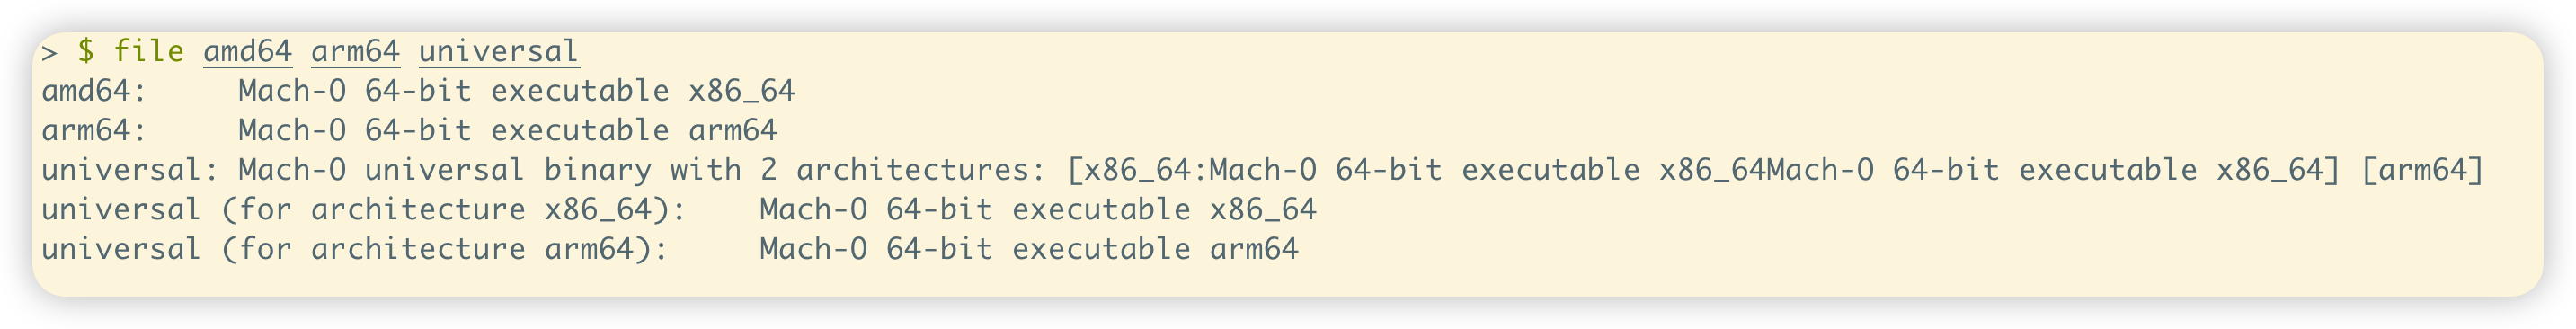 > $ file amd64 arm64 universal
amd64:     Mach-O 64-bit executable x86_64
arm64:     Mach-O 64-bit executable arm64
universal: Mach-O universal binary with 2 architectures: [x86_64:Mach-O 64-bit executable x86_64Mach-O 64-bit executable x86_64] [arm64]
universal (for architecture x86_64):    Mach-O 64-bit executable x86_64
universal (for architecture arm64):     Mach-O 64-bit executable arm64